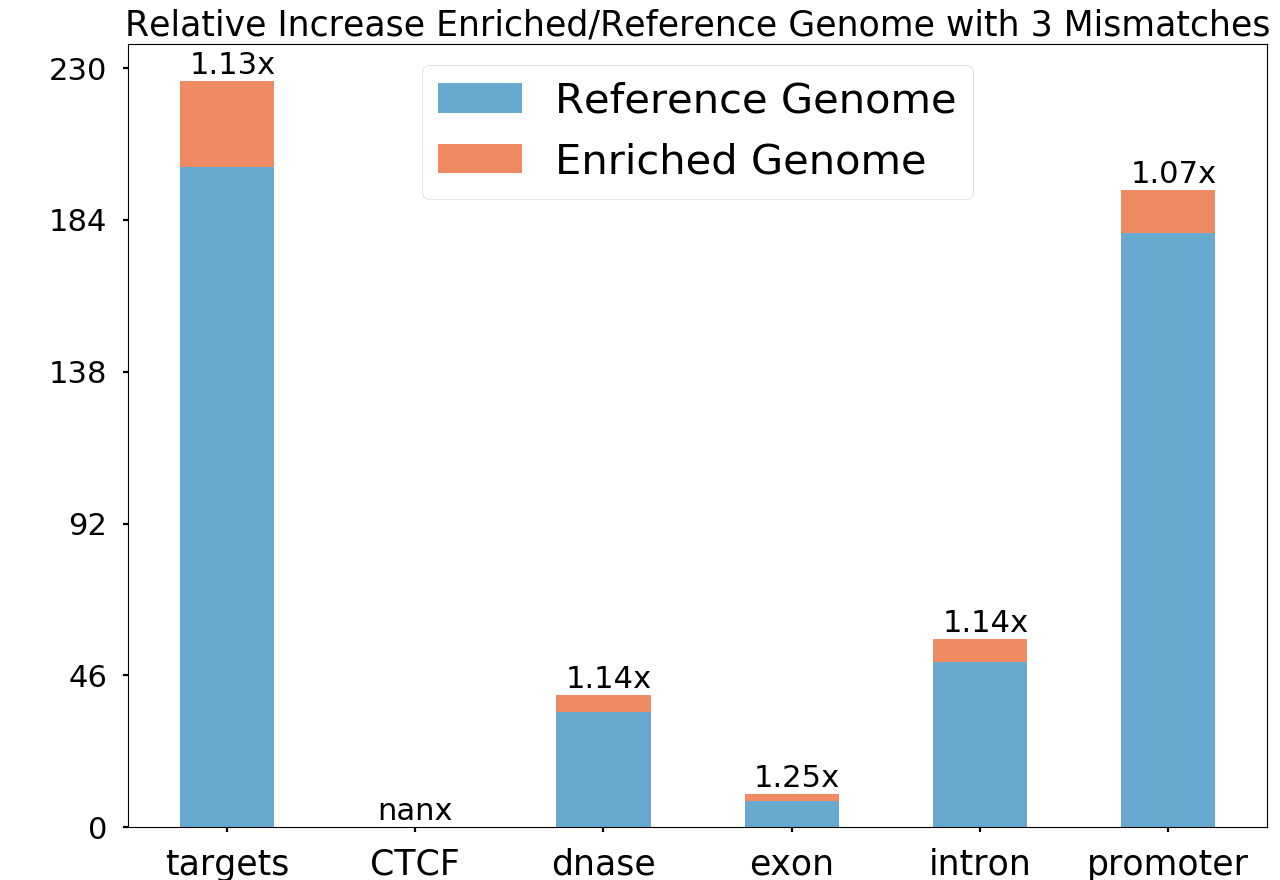 Relative Increase Enriched/Reference Genome with 3 Mismatches
230
184
138
92
46
0
Reference Genome
Enriched Genome
1.13x
nanx
1.14x
1.25x
1.14x
1.07x
targets
CTCF
dnase
exon
intron
promoter